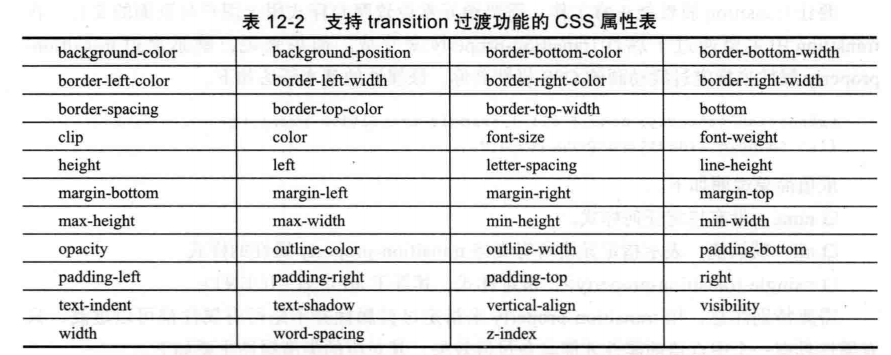 表 12-2 支持 transition 过渡功能的 CSS 属性表
background-color background-position border-bottom-color border-bottom-width
border-left-color border-left-width border-right-color border-right-width
border-spacing border-top-color border-top-width bottom
clip color font-size font-weight
height left letter-spacing line-height
margin-bottom margin-left margin-right margin-top
max-height max-width min-height min-width
opacity outline-color outline-width padding-bottom
padding-left padding-right padding-top right
text-indent text-shadow vertical-align visibility
width word-spacing z-index